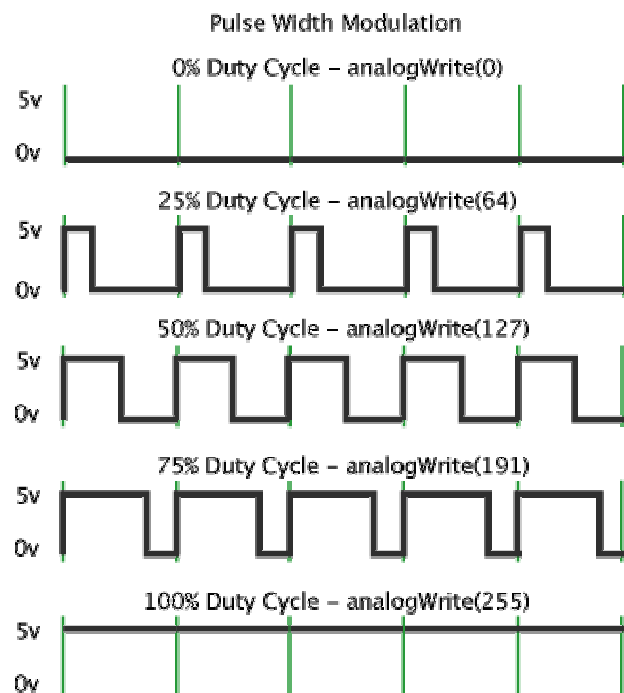 Pulse Width Modulation
0% Duty Cycle – analogWrite(0)
5v
0v
25% Duty Cycle – analogWrite(64)
5v
0v
50% Duty Cycle – analogWrite(127)
5v
0v
75% Duty Cycle – analogWrite(191)
5v
0v
100% Duty Cycle – analogWrite(255)
5v
0v